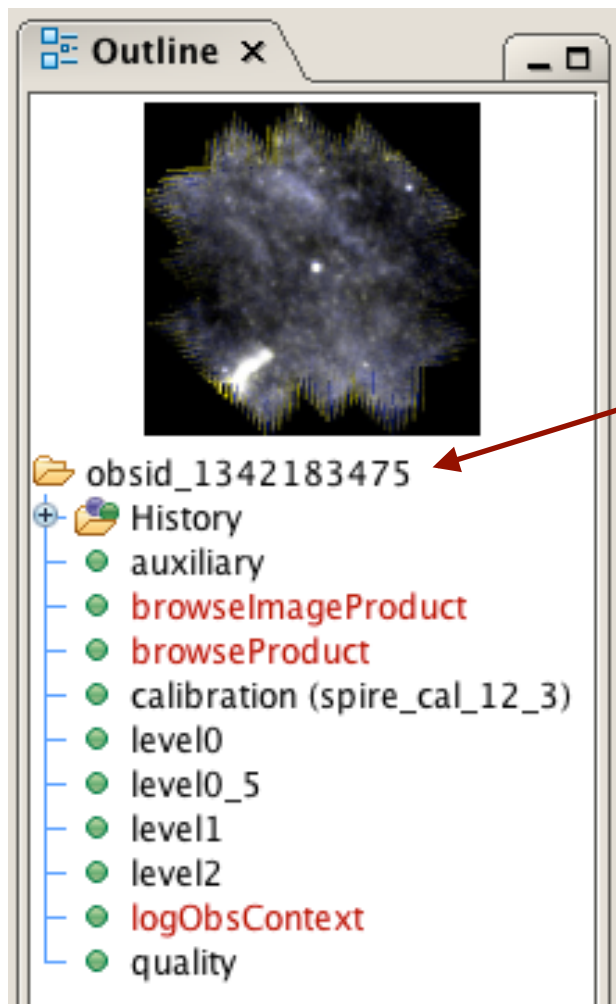 Outline
obsid_1342183475
History
auxiliary
browseImageProduct
browseProduct
calibration (spire_cal_12_3)
level0
level0_5
level1
level2
logObsContext
quality